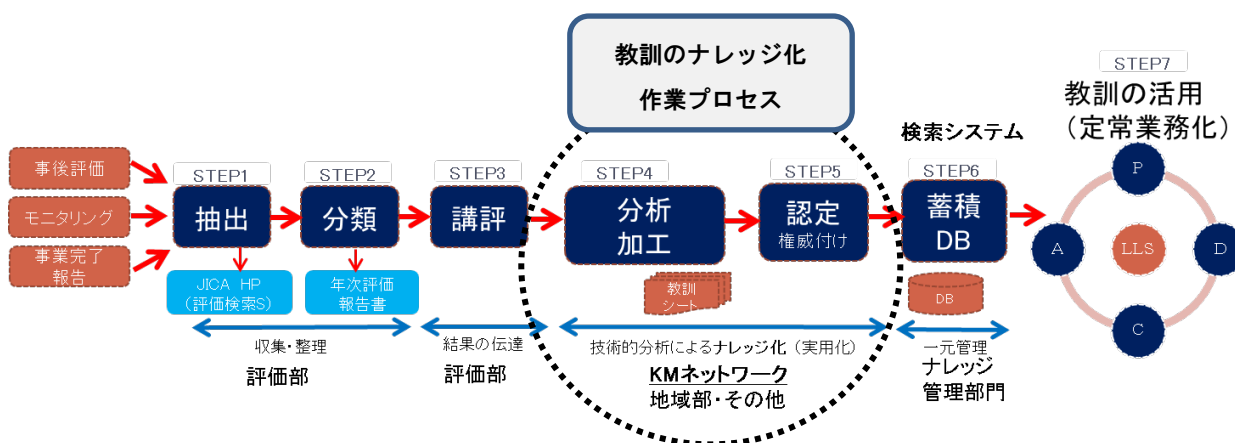 教訓のナレッジ化
作業プロセス
事後評価
モニタリング
事業完了
報告
STEP1
抽出
JICA HP
(評価検索S)
STEP2
分類
年次評価
報告書
STEP3
講評
STEP4
分析
加工
教訓
シート
STEP5
認定
権威付け
検索システム
STEP6
蓄積
DB
DB
STEP7
教訓の活用
（定常業務化）
P
A
LLS
D
C
収集・整理
評価部
結果の伝達
評価部
技術的分析によるナレッジ化（実用化）
KMネットワーク
地域部・その他
一元管理
ナレッジ
管理部門